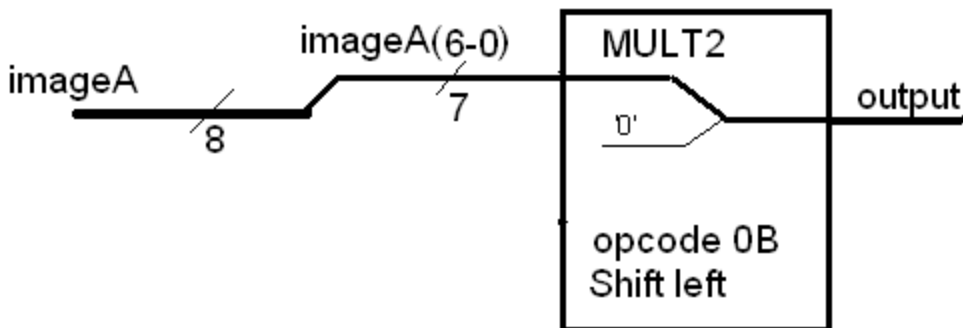 imageA
8
imageA(6-0)
7
MULT2
'0'
opcode 0B
Shift left
output